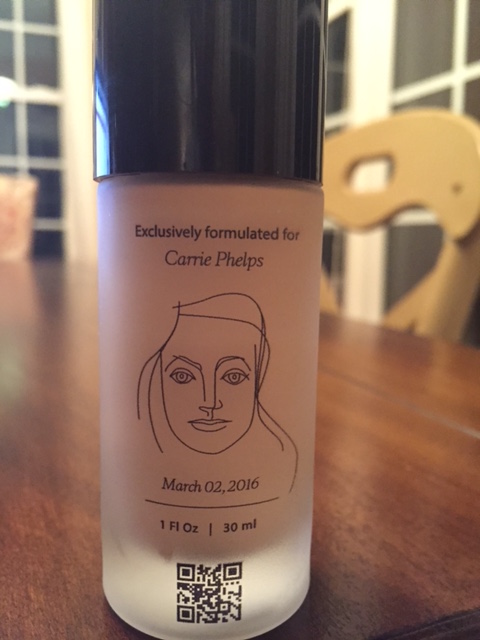 Exclusively formulated for
Carrie Phelps
March 02, 2016
1 Fl Oz | 30 ml